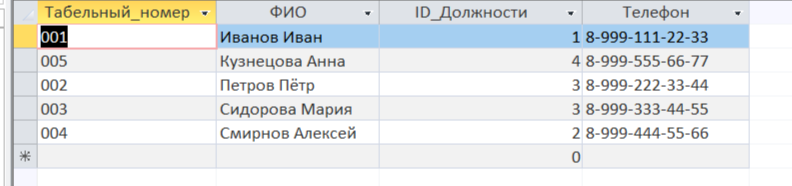 Табельный_номер ФИО ID_Должности Телефон
001 Иванов Иван 1 8-999-111-22-33
005 Кузнецова Анна 4 8-999-555-66-77
002 Петров Пётр 3 8-999-222-33-44
003 Сидорова Мария 3 8-999-333-44-55
004 Смирнов Алексей 2 8-999-444-55-66
0